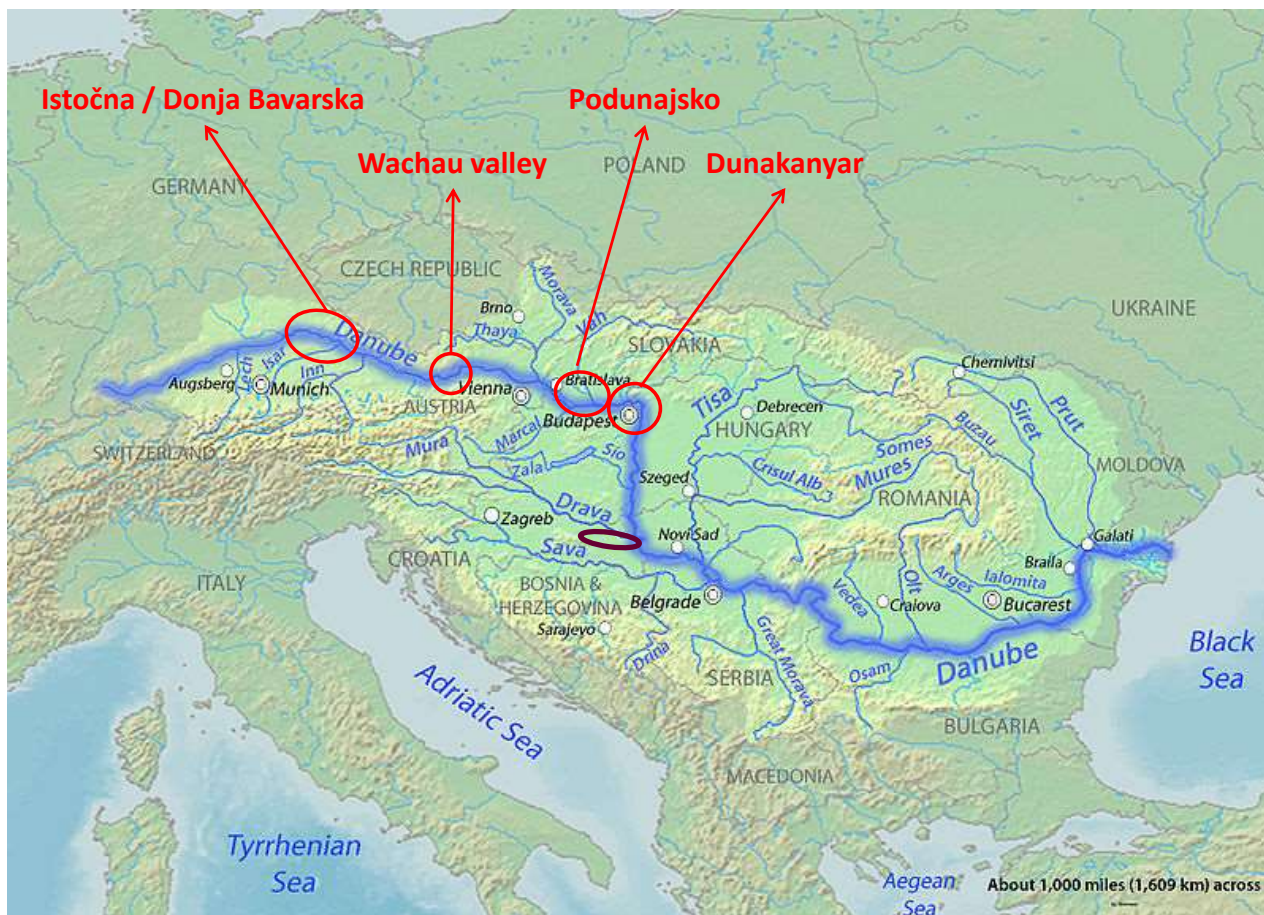 Istočna / Donja Bavarska
Podunajsko
Wachau valley
Dunakanyar
POLAND
GERMANY
CZECH REPUBLIC
UKRAINE
Morava
Brno
Thaya
Vah
SLOVAKIA
Danube
Chernivitsi
Augsberg
Lech
Isar
Munich
Inn
Vienna
Bratislava
AUSTRIA
Budapest
Tisa
Debrecen
HUNGARY
Siret
Prut
Buzau
Somes
MOLDOVA
SWITZERLAND
Mura
Marcal
Zala
Sio
Szeged
Crisul Alb 3
Mures
ROMANIA
Drava
Zagreb
Novi Sad
Galati
Sava
CROATIA
ITALY
BOSNIA &
HERZEGOVINA
Belgrade
Vedea
Olt
Arges
Ialomita
Braila
Craiova
Bucarest
Sarajevo
Drina
Great Morava
SERBIA
Osam
Danube
Black
Sea
Adriatic Sea
BULGARIA
MACEDONIA
Tyrrhenian
Sea
Aegean
Sea
About 1,000 miles (1,609 km) across